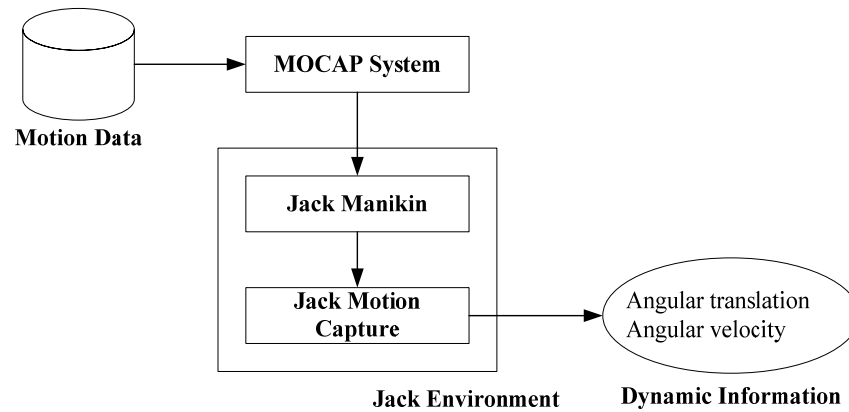 MOCAP System
Motion Data
Jack Manikin
Jack Motion
Capture
Angular translation
Angular velocity
Jack Environment
Dynamic Information